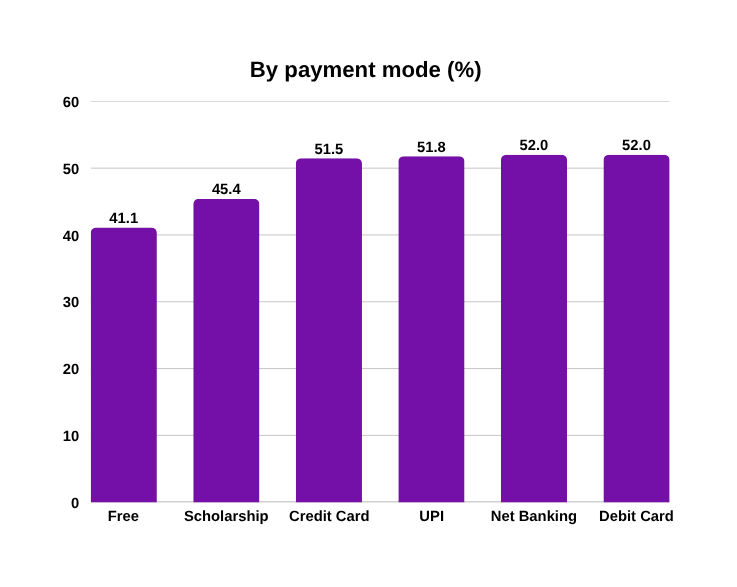 By payment mode (%)
60
50
40
30
20
10
0
41.1
45.4
51.5
51.8
52.0
52.0
Free
Scholarship
Credit Card
UPI
Net Banking
Debit Card